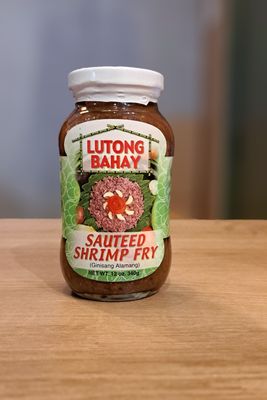 LUTONG
BAHAY
SAUTEED
SHRIMP FRY
(Ginisang Alamang)
NET WT. 12 oz. 340g